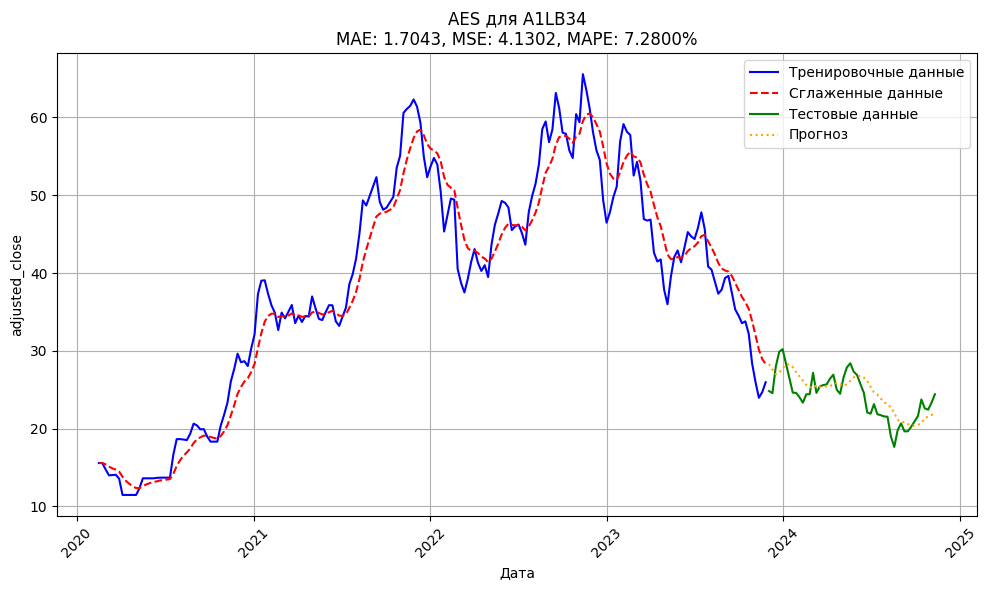 AES для A1LB34
MAE: 1.7043, MSE: 4.1302, MAPE: 7.2800%
Тренировочные данные
Сглаженные данные
Тестовые данные
Прогноз
adjusted_close
60
50
40
30
20
10
2020
2021
2022
2023
2024
2025
Дата